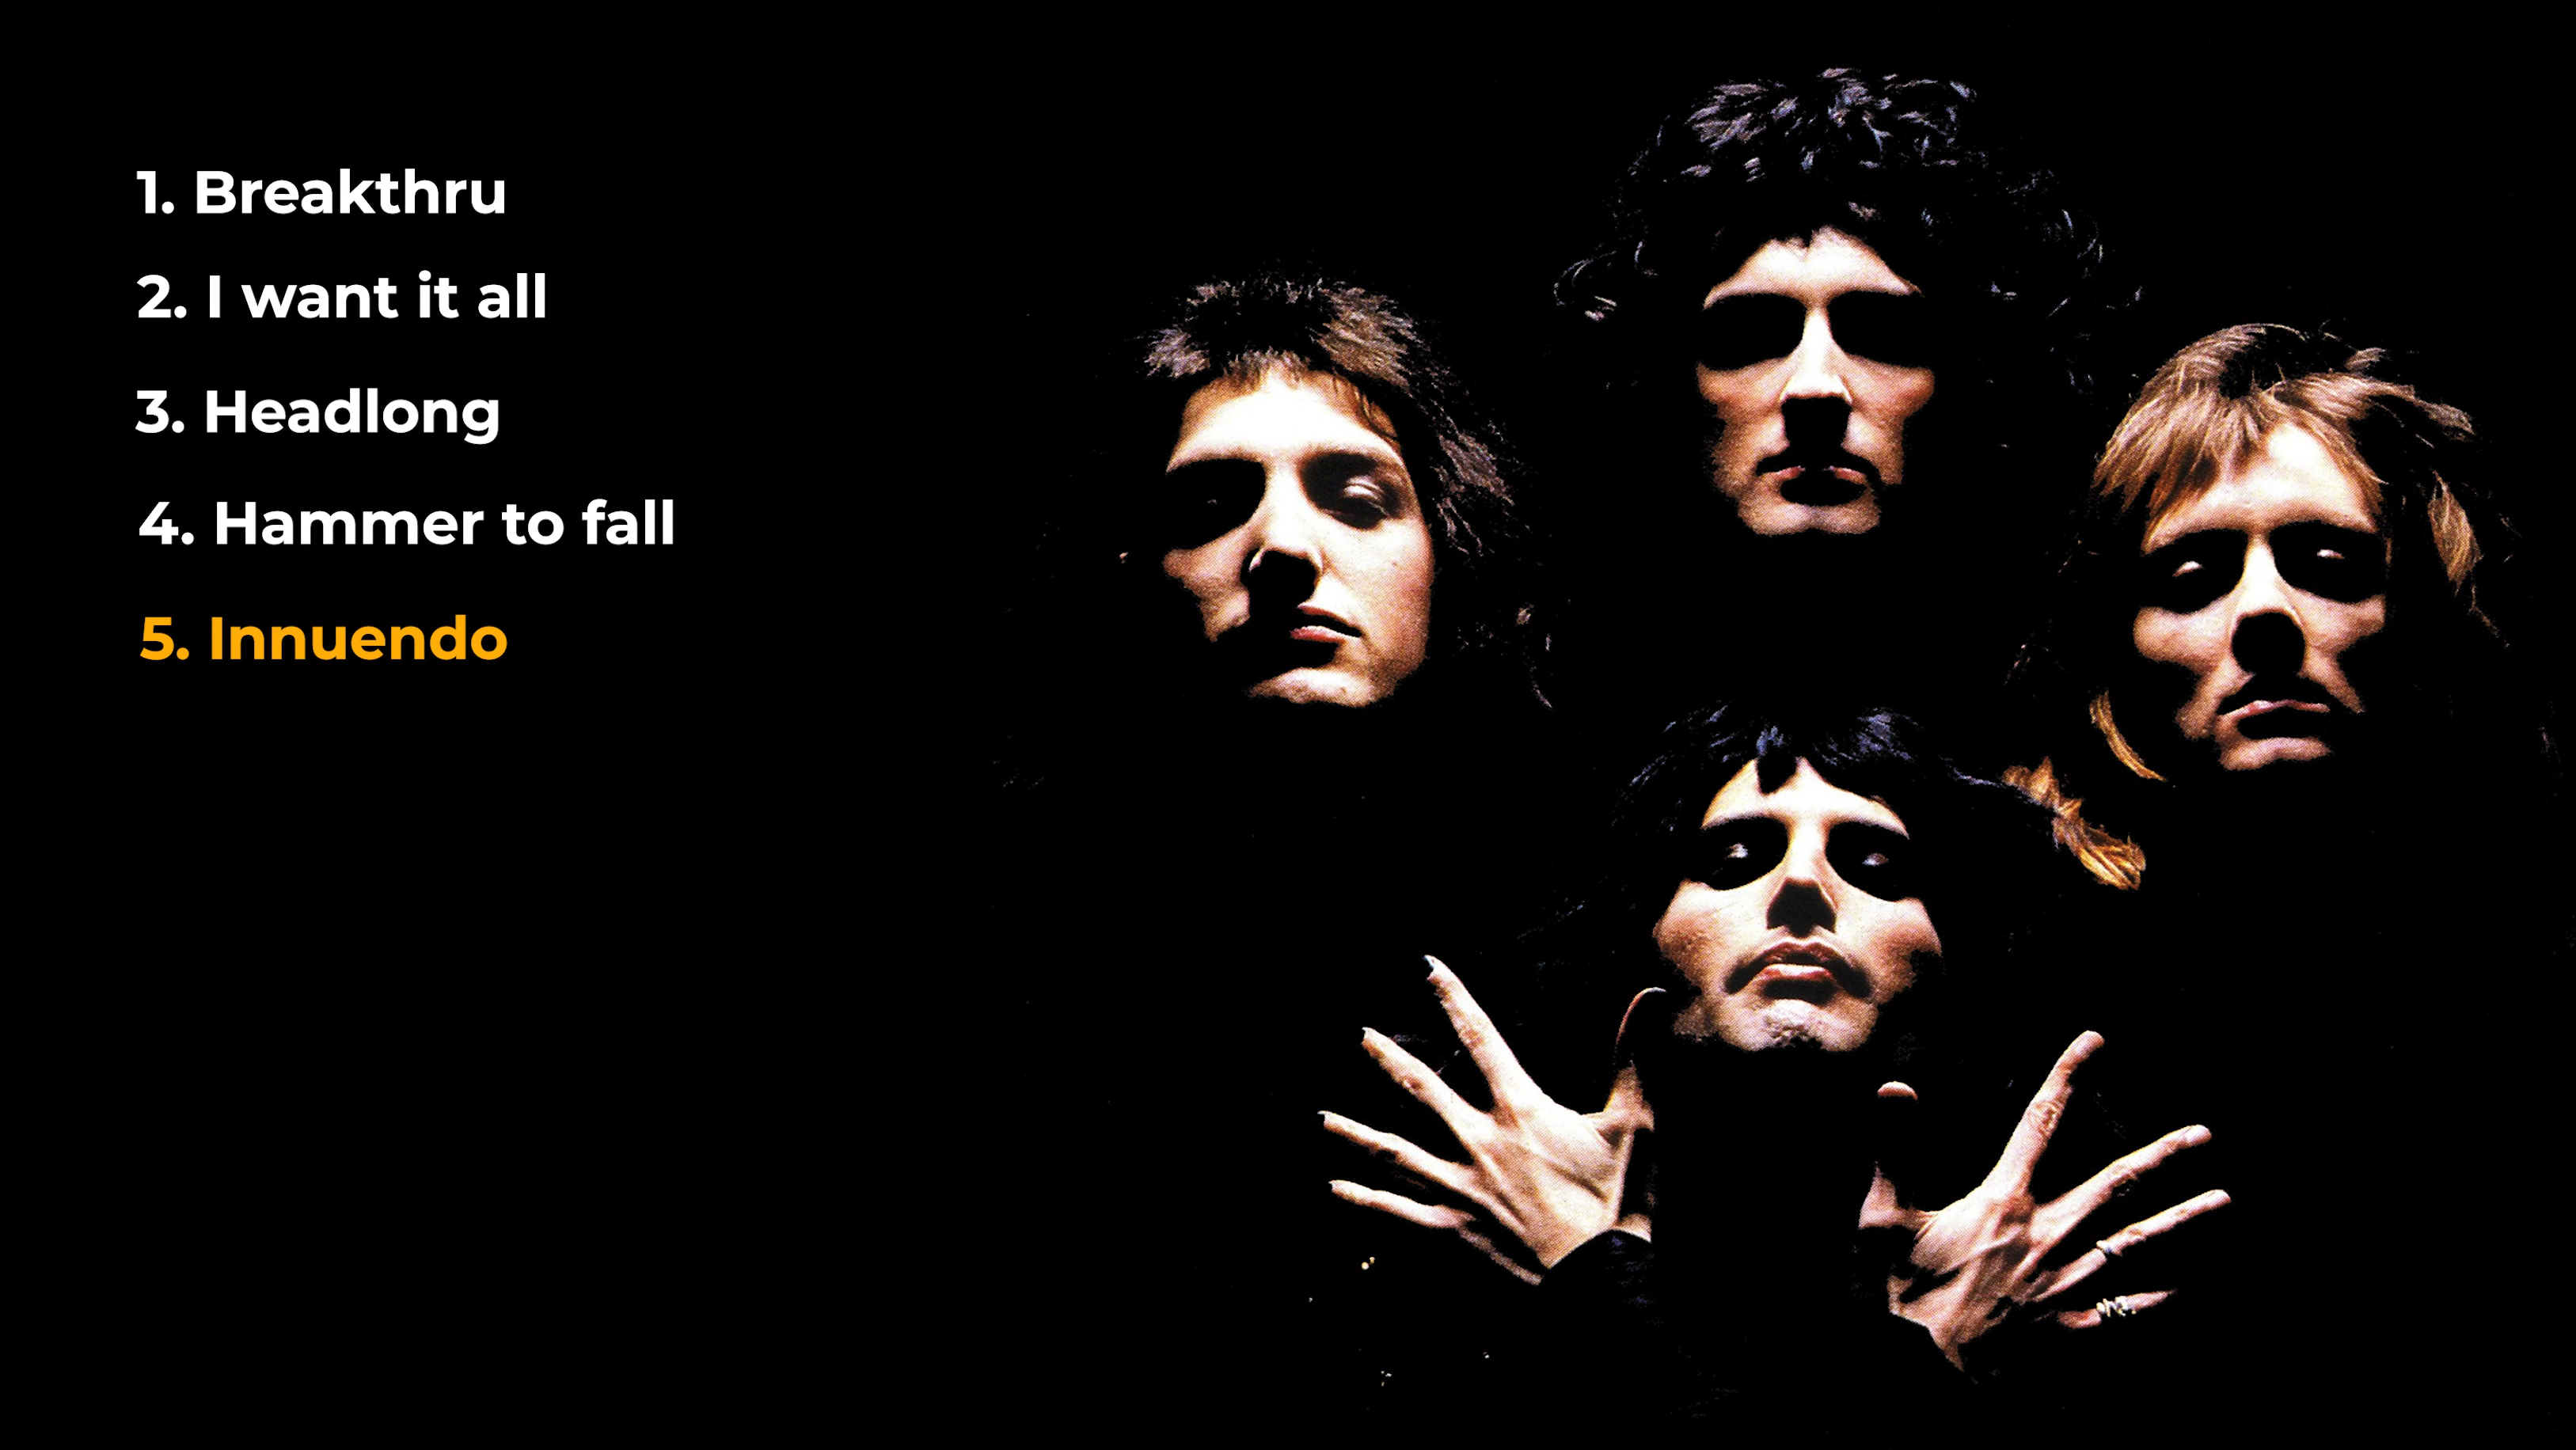 1. Breakthru
2. I want it all
3. Headlong
4. Hammer to fall
5. Innuendo